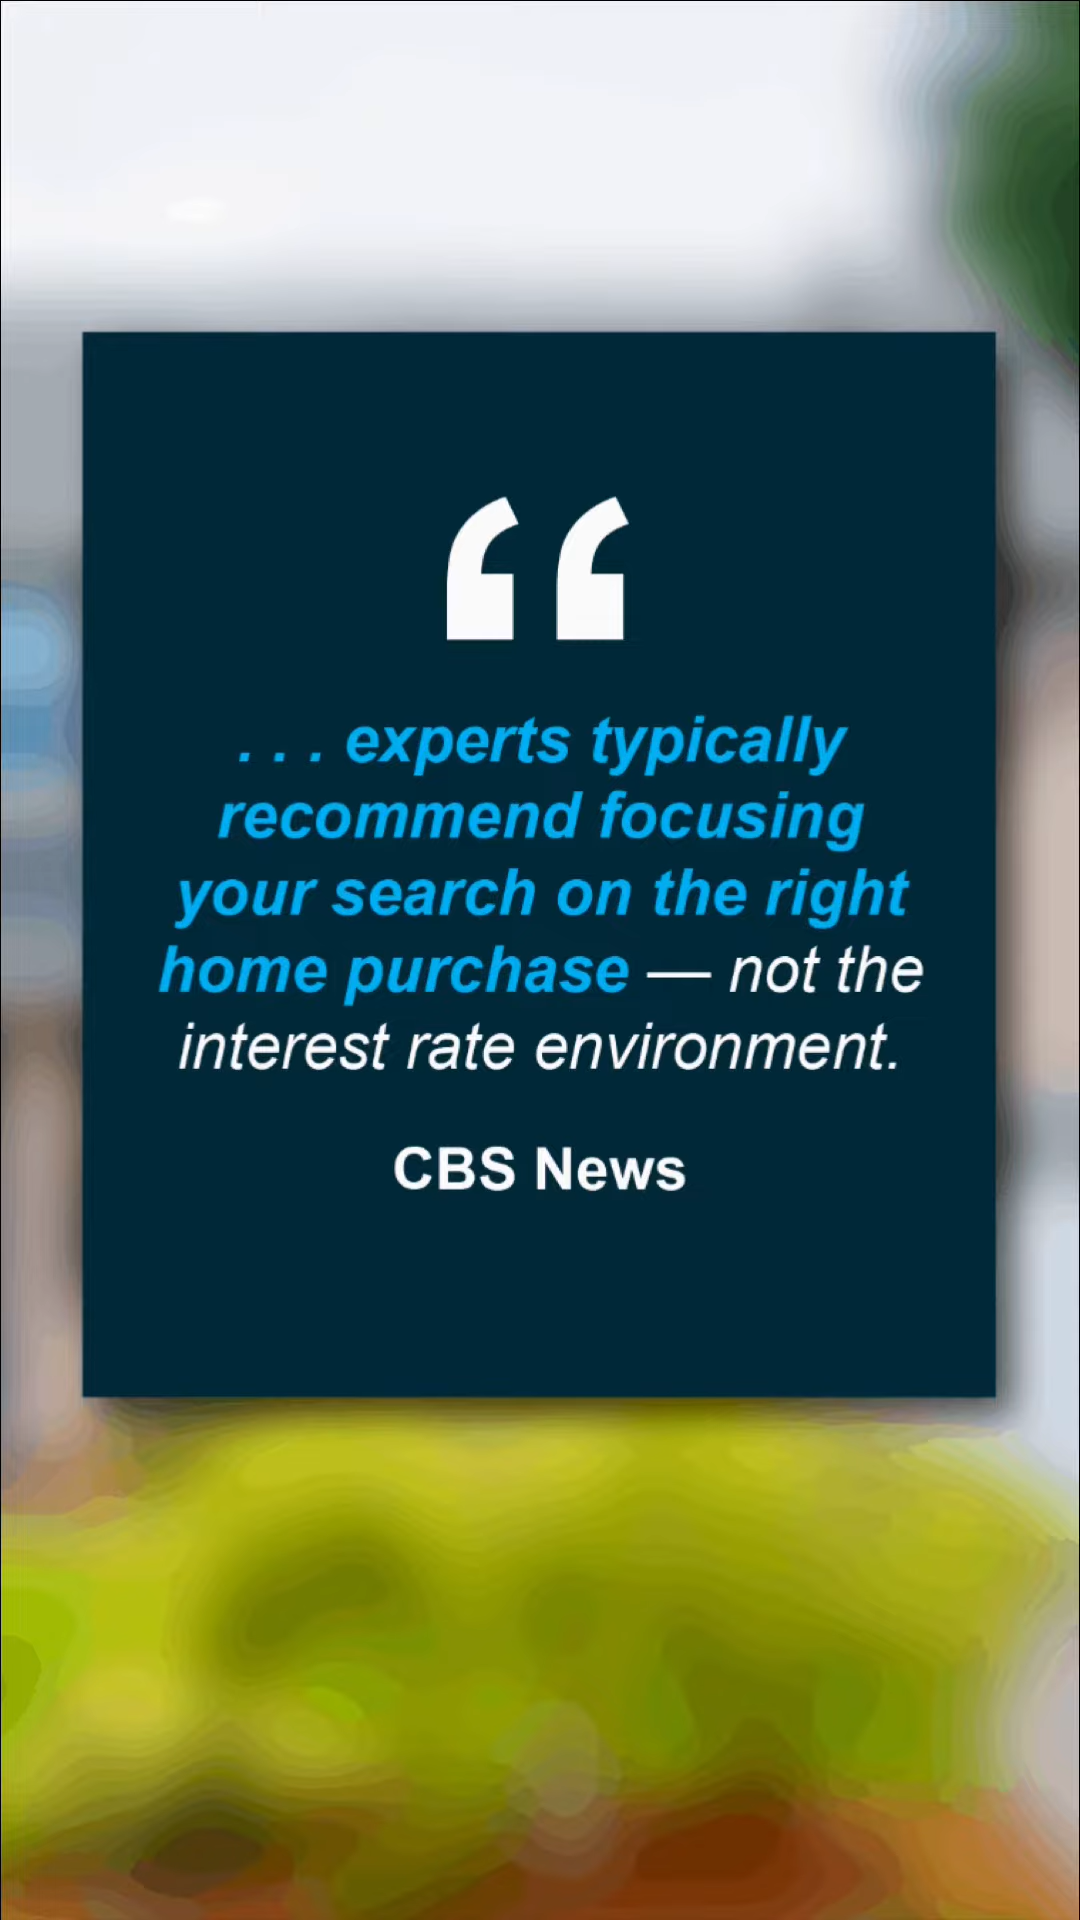 “
. . . experts typically
recommend focusing
your search on the right
home purchase — not the
interest rate environment.
CBS News